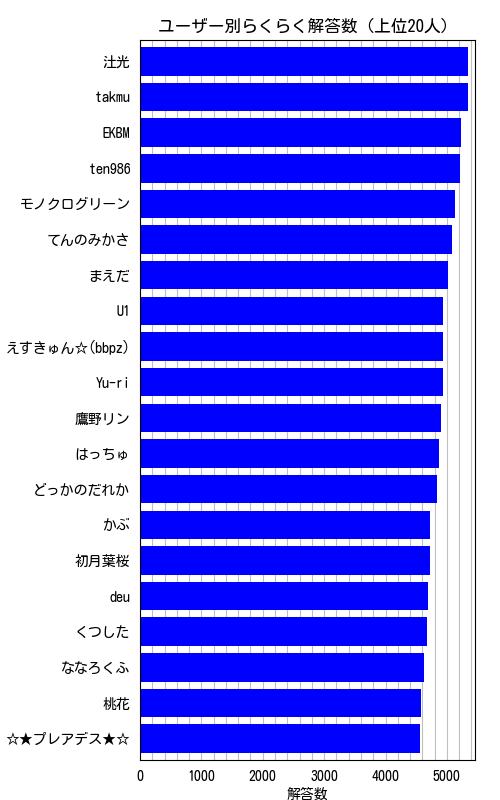 ユーザー別らくらく解答数（上位20人）
辻光
takmu
EKBM
ten986
モノクログリーン
てんのみかさ
まえだ
U1
えすきゅん☆(bbpz)
Yu-ri
鷹野リン
はっちゅ
どっかのだれか
かぶ
初月葉桜
deu
くつした
ななろくふ
桃花
☆★プレアデス★☆
0 1000 2000 3000 4000 5000
解答数